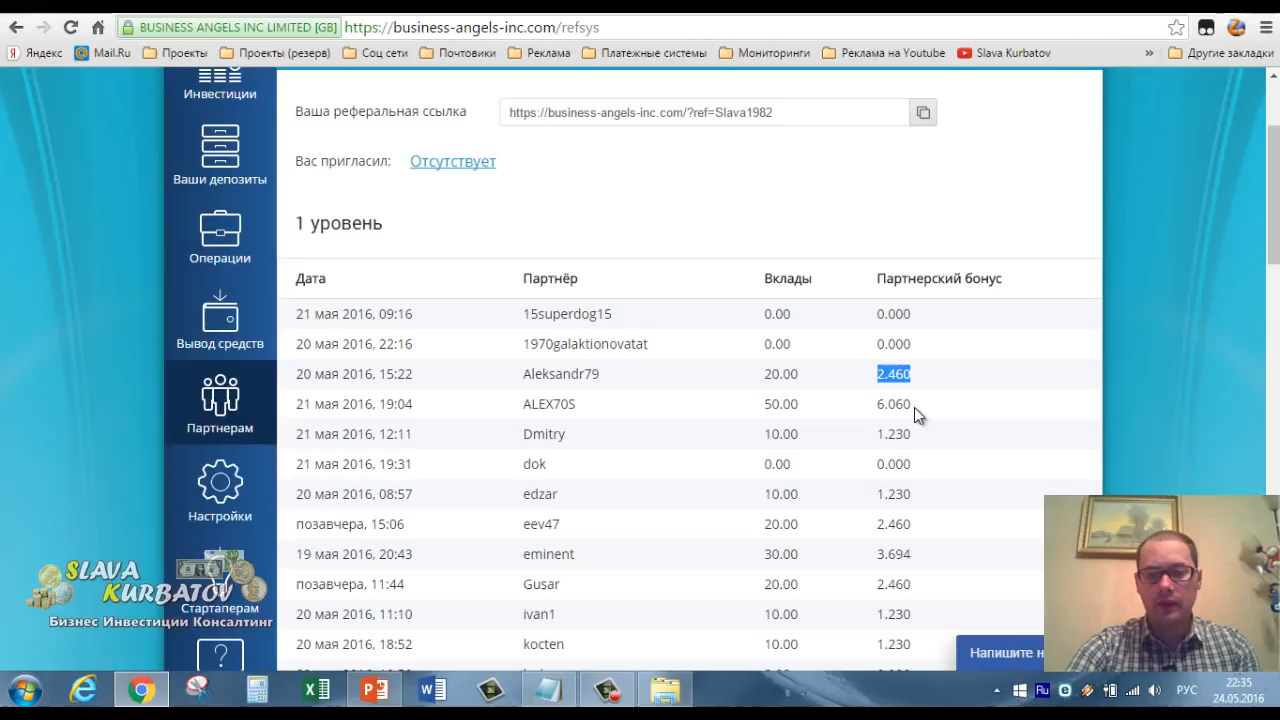 BUSINESS ANGELS INC LIMITED [GB] https://business-angels-inc.com/refsys
Яндекс Mail.Ru Проекты Проекты (резерв) Соц сети Почтовики Реклама Платежные системы Мониторинги Реклама на Youtube Slava Kurbatov » Другие закладки
Инвестиции
Ваши депозиты
Операции
Вывод средств
Партнерам
Настройки
Стартаперам
Ваша реферальная ссылка https://business-angels-inc.com/?ref=Slava1982
Вас пригласил: Отсутствует
1 уровень
Дата Партнёр Вклады Партнерский бонус
21 мая 2016, 09:16 15superdog15 0.00 0.000
20 мая 2016, 22:16 1970galaktionovatat 0.00 0.000
20 мая 2016, 15:22 Aleksandr79 20.00 2.460
21 мая 2016, 19:04 ALEX70S 50.00 6.060
21 мая 2016, 12:11 Dmitry 10.00 1.230
21 мая 2016, 19:31 dok 0.00 0.000
20 мая 2016, 08:57 edzar 10.00 1.230
позавчера, 15:06 eev47 20.00 2.460
19 мая 2016, 20:43 eminent 30.00 3.694
позавчера, 11:44 Gusar 20.00 2.460
20 мая 2016, 11:10 ivan1 10.00 1.230
20 мая 2016, 18:52 kocten 10.00 1.230
Напишите н
SLAVA
KURBATOV
Бизнес Инвестиции Консалтинг
Ru РУС 22:35
24.05.2016